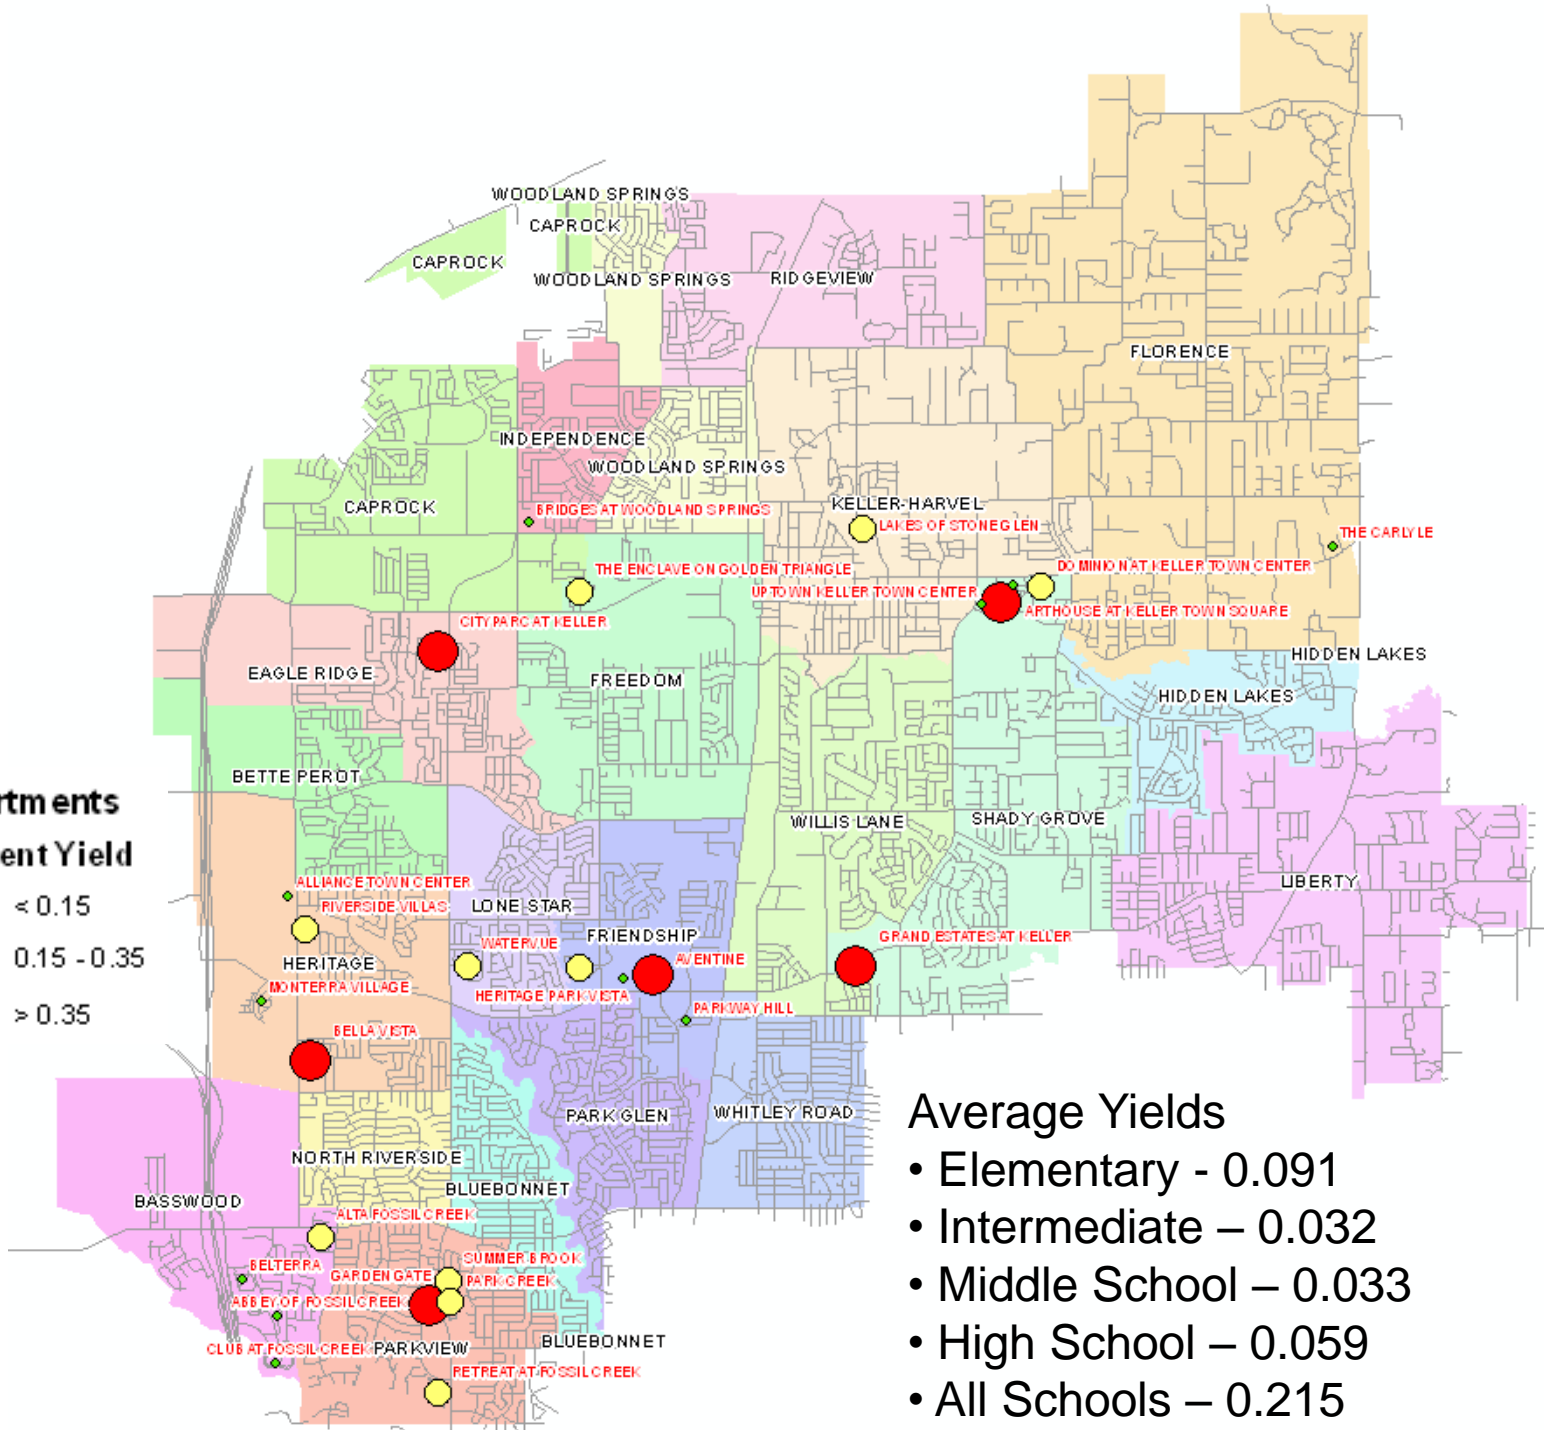 WOODLAND SPRINGS
CAPROCK
CAPROCK
WOODLAND SPRINGS
RIDGEVIEW
FLORENCE
INDEPENDENCE
WOODLAND SPRINGS
CAPROCK
KELLER-HARVEL
BRIDGES AT WOODLAND SPRINGS
LAKES OF STONEGLEN
THE CARLYLE
THE ENCLAVE ON GOLDEN TRIANGLE
DOMINION AT KELLER TOWN CENTER
UPTOWN KELLER TOWN CENTER
ARTHOUSE AT KELLER TOWN SQUARE
CITYPARC AT KELLER
HIDDEN LAKES
EAGLE RIDGE
FREEDOM
HIDDEN LAKES
BETTE PEROT
rtments
WILLIS LANE
SHADY GROVE
ent Yield
ALLIANCE TOWN CENTER
LIBERTY
< 0.15
RIVERSIDE VILLAS
LONE STAR
FRIENDSHIP
GRAND ESTATES AT KELLER
WATERVUE
0.15 - 0.35
HERITAGE
AVENTINE
MONTERRA VILLAGE
HERITAGE PARK VISTA
PARKWAY HILL
> 0.35
BELLA VISTA
PARK GLEN
WHITLEY ROAD
NORTH RIVERSIDE
BLUEBONNET
BASSWOOD
ALTA FOSSIL CREEK
SUMMER BROOK
BELTERRA
GARDEN GATE
PARK CREEK
ABBEY OF FOSSIL CREEK
BLUEBONNET
CLUB AT FOSSIL CREEK
PARKVIEW
RETREAT AT FOSSIL CREEK
Average Yields
• Elementary - 0.091
• Intermediate – 0.032
• Middle School – 0.033
• High School – 0.059
• All Schools – 0.215